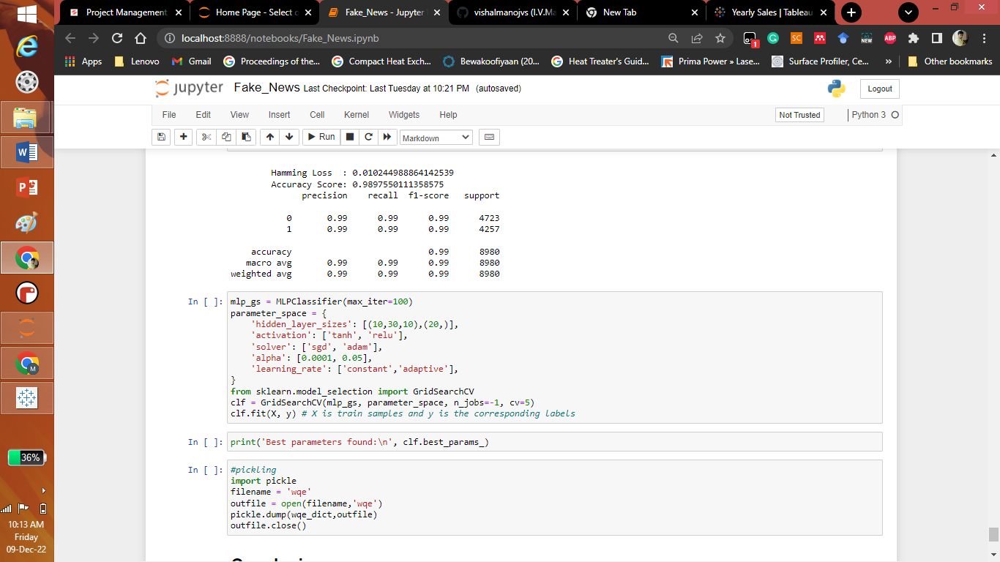 Project Management
Home Page - Select o
Fake_News - Jupyter
vishalmanojvs (I.V.Ma
New Tab
Yearly Sales | Tableau
localhost:8888/notebooks/Fake_News.ipynb
1
SC
NEW
ABP
Apps
Lenovo
Gmail
Proceedings of the...
Compact Heat Exch...
Bewakoofiyaan (20...
Heat Treater's Guid...
Prima Power » Lase...
Surface Profiler, Ce...
»
Other bookmarks
jupyter Fake_News Last Checkpoint: Last Tuesday at 10:21 PM (autosaved)
Logout
File Edit View Insert Cell Kernel Widgets Help
Not Trusted
Python 3
Run
Markdown
Hamming Loss  : 0.010244988864142539
Accuracy Score: 0.9897550111358575
precision recall f1-score support
0 0.99 0.99 0.99 4723
1 0.99 0.99 0.99 4257
accuracy 0.99 8980
macro avg 0.99 0.99 0.99 8980
weighted avg 0.99 0.99 0.99 8980
In [ ]: mlp_gs = MLPClassifier(max_iter=100)
parameter_space = {
'hidden_layer_sizes': [(10,30,10),(20,)],
'activation': ['tanh', 'relu'],
'solver': ['sgd', 'adam'],
'alpha': [0.0001, 0.05],
'learning_rate': ['constant','adaptive'],
}
from sklearn.model_selection import GridSearchCV
clf = GridSearchCV(mlp_gs, parameter_space, n_jobs=-1, cv=5)
clf.fit(X, y) # X is train samples and y is the corresponding labels
In [ ]: print('Best parameters found:\n', clf.best_params_)
In [ ]: #pickling
import pickle
filename = 'wqe'
outfile = open(filename,'wqe')
pickle.dump(wqe_dict,outfile)
outfile.close()
36%
10:13 AM
Friday
09-Dec-22